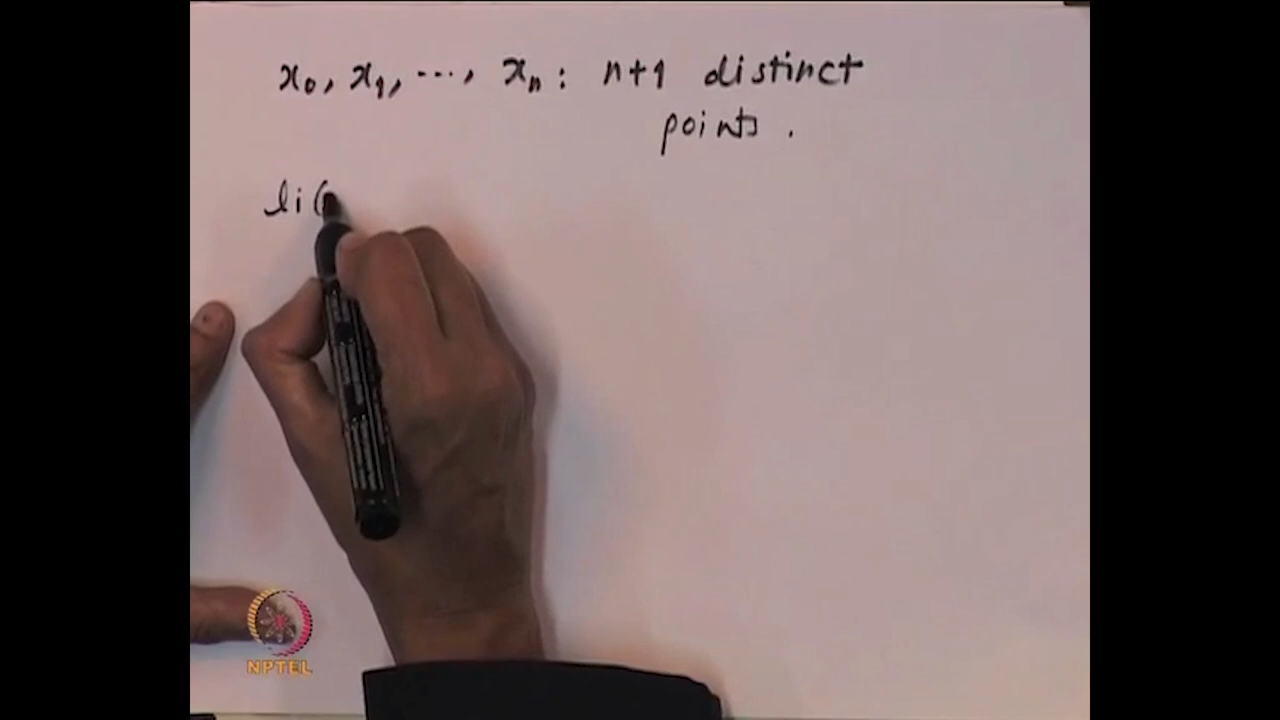 x₀, x₁, ..., xₙ : n+1 distinct
points .
li(
NPTEL